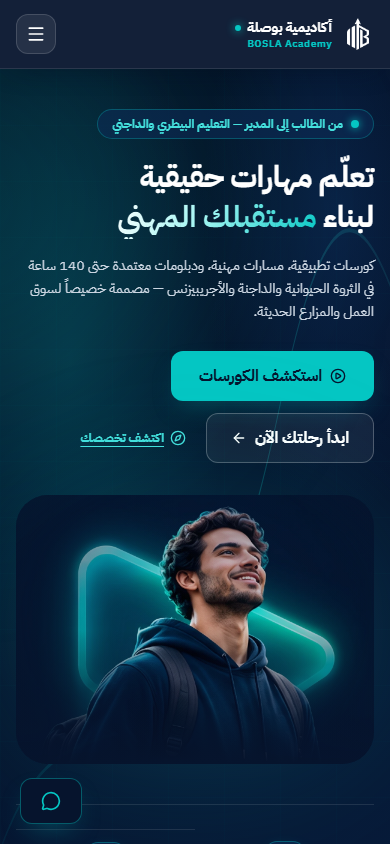 أكاديمية بوصلة
BOSLA Academy
من الطالب إلى المدير — التعليم البيطري والداجني
تعلّم مهارات حقيقية
لبناء مستقبلك المهني
كورسات تطبيقية، مسارات مهنية، ودبلومات معتمدة حتى 140 ساعة
في الثروة الحيوانية والداجنة والأجريبيزنس — مصممة خصيصاً لسوق
العمل والمزارع الحديثة.
استكشف الكورسات
ابدأ رحلتك الآن
اكتشف تخصصك